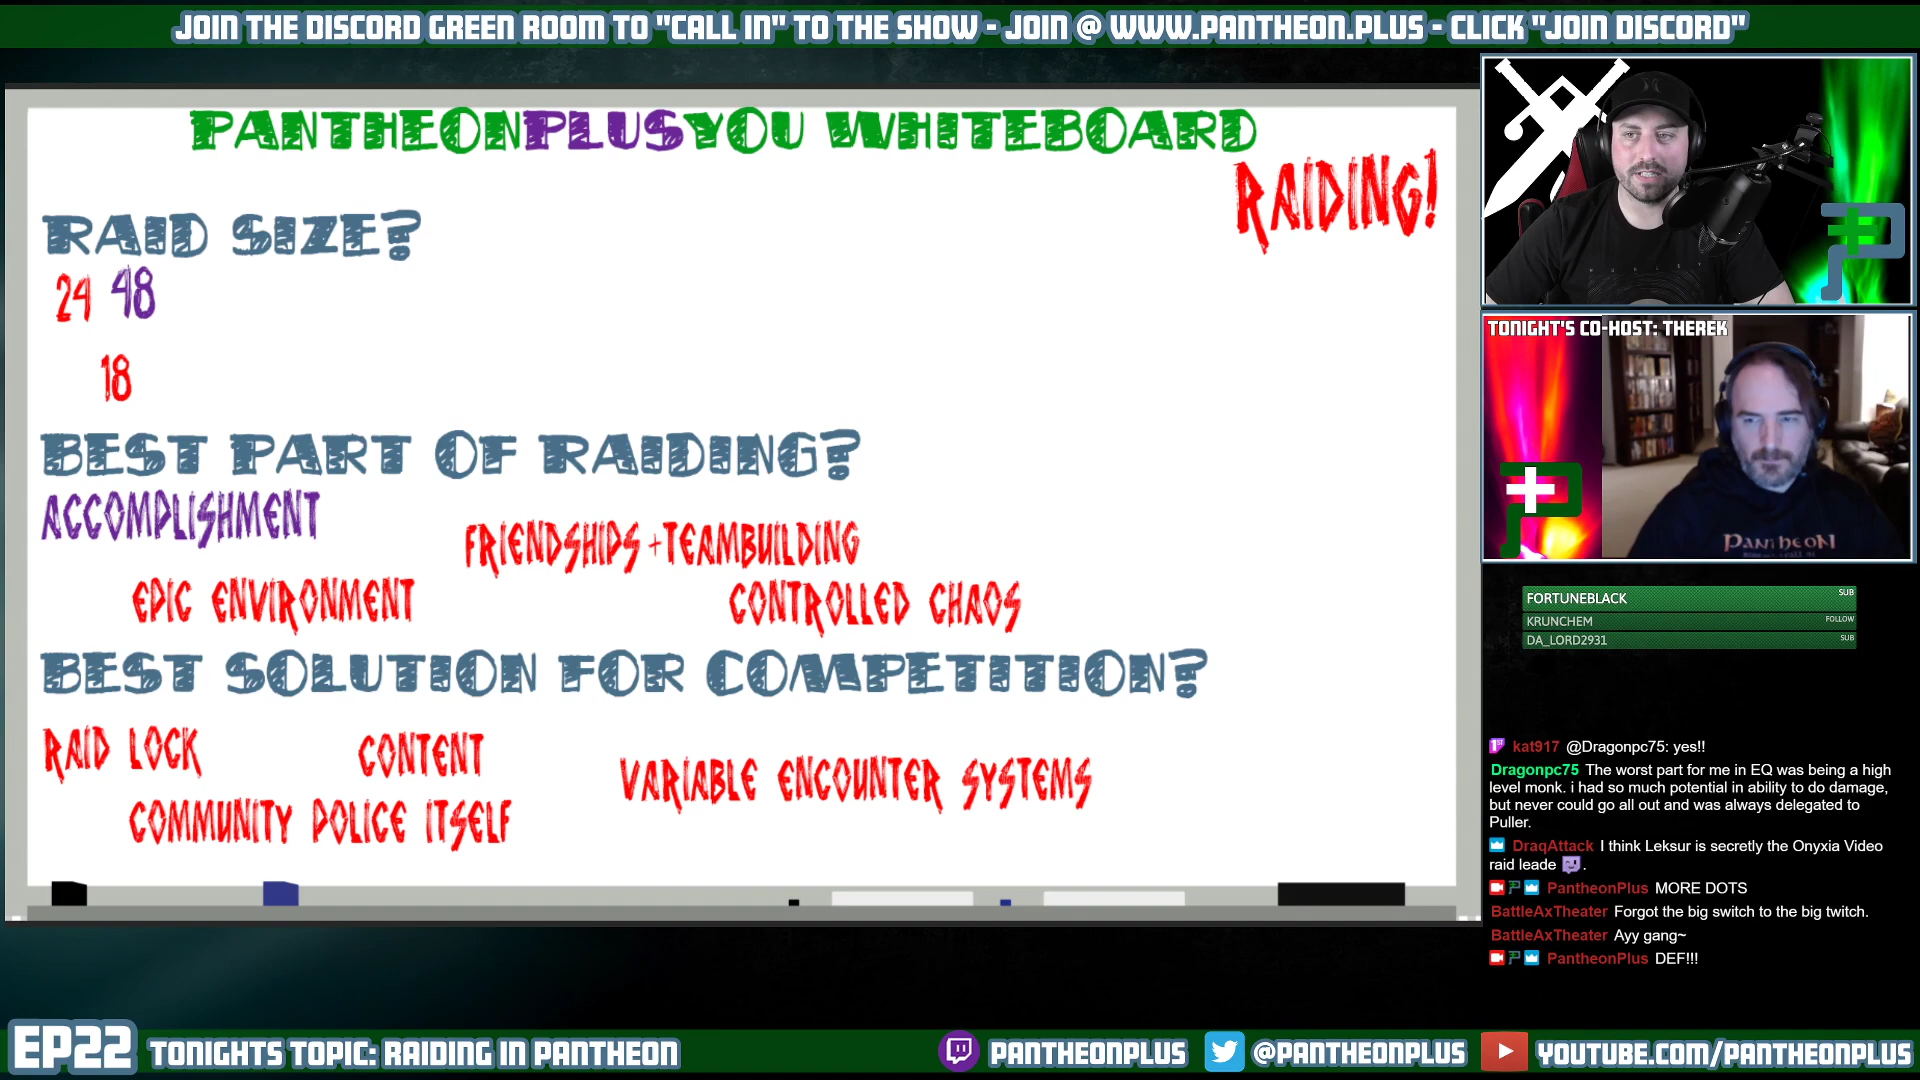 JOIN THE DISCORD GREEN ROOM TO "CALL IN" TO THE SHOW - JOIN @ WWW.PANTHEON.PLUS - CLICK "JOIN DISCORD"
PANTHEONPLUSYOU WHITEBOARD
RAIDING!
RAID SIZE?
24 48
18
BEST PART OF RAIDING?
ACCOMPLISHMENT
FRIENDSHIPS+TEAMBUILDING
EPIC ENVIRONMENT
CONTROLLED CHAOS
BEST SOLUTION FOR COMPETITION?
RAID LOCK
CONTENT
VARIABLE ENCOUNTER SYSTEMS
COMMUNITY POLICE ITSELF
TONIGHT'S CO-HOST: THEREK
PANTHEON
FORTUNEBLACK SUB
KRUNCHEM FOLLOW
DA_LORD2931 SUB
kat917 @Dragonpc75: yes!!
Dragonpc75 The worst part for me in EQ was being a high
level monk. i had so much potential in ability to do damage,
but never could go all out and was always delegated to
Puller.
DraqAttack I think Leksur is secretly the Onyxia Video
raid leade .
PantheonPlus MORE DOTS
BattleAxTheater Forgot the big switch to the big twitch.
BattleAxTheater Ayy gang~
PantheonPlus DEF!!!
EP22 TONIGHTS TOPIC: RAIDING IN PANTHEON
PANTHEONPLUS
@PANTHEONPLUS
YOUTUBE.COM/PANTHEONPLUS